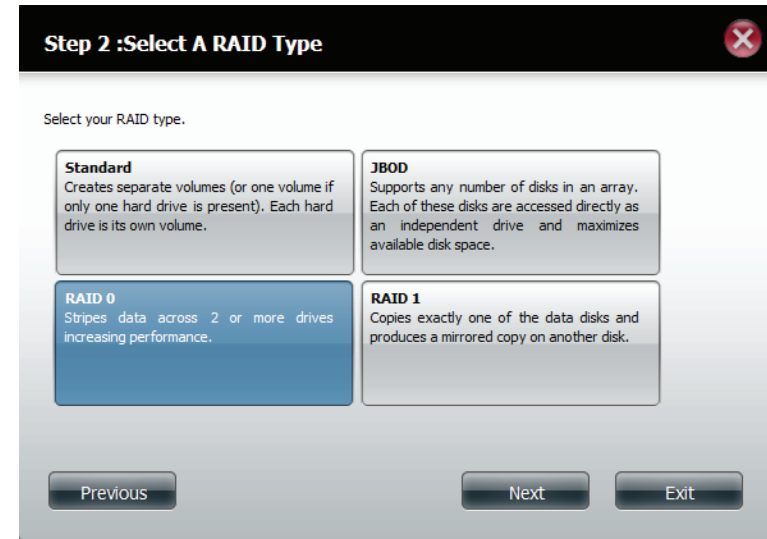 Step 2 :Select A RAID Type
Select your RAID type.
Standard
Creates separate volumes (or one volume if
only one hard drive is present). Each hard
drive is its own volume.
JBOD
Supports any number of disks in an array.
Each of these disks are accessed directly as
an independent drive and maximizes
available disk space.
RAID 0
Stripes data across 2 or more drives
increasing performance.
RAID 1
Copies exactly one of the data disks and
produces a mirrored copy on another disk.
Previous
Next
Exit